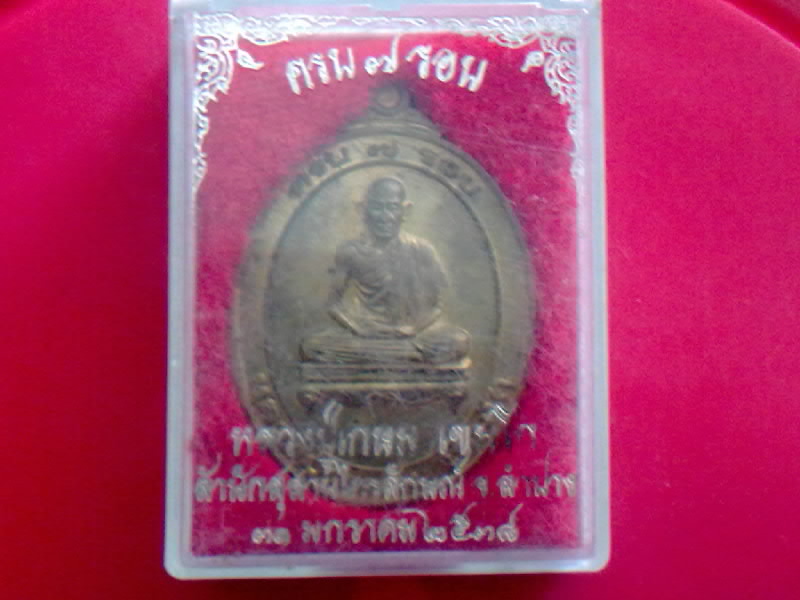 ครบ ๗ รอบ
ครบ ๗ รอบ
หลวงพ่อเกษม เขมโก
สำนักสุสานไตรลักษณ์ จ. ลำปาง
๓๑ มกราคม ๒๕๓๘